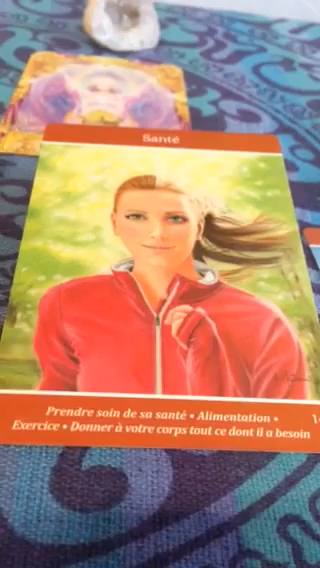 Santé
Prendre soin de sa santé • Alimentation •
Exercice • Donner à votre corps tout ce dont il a besoin